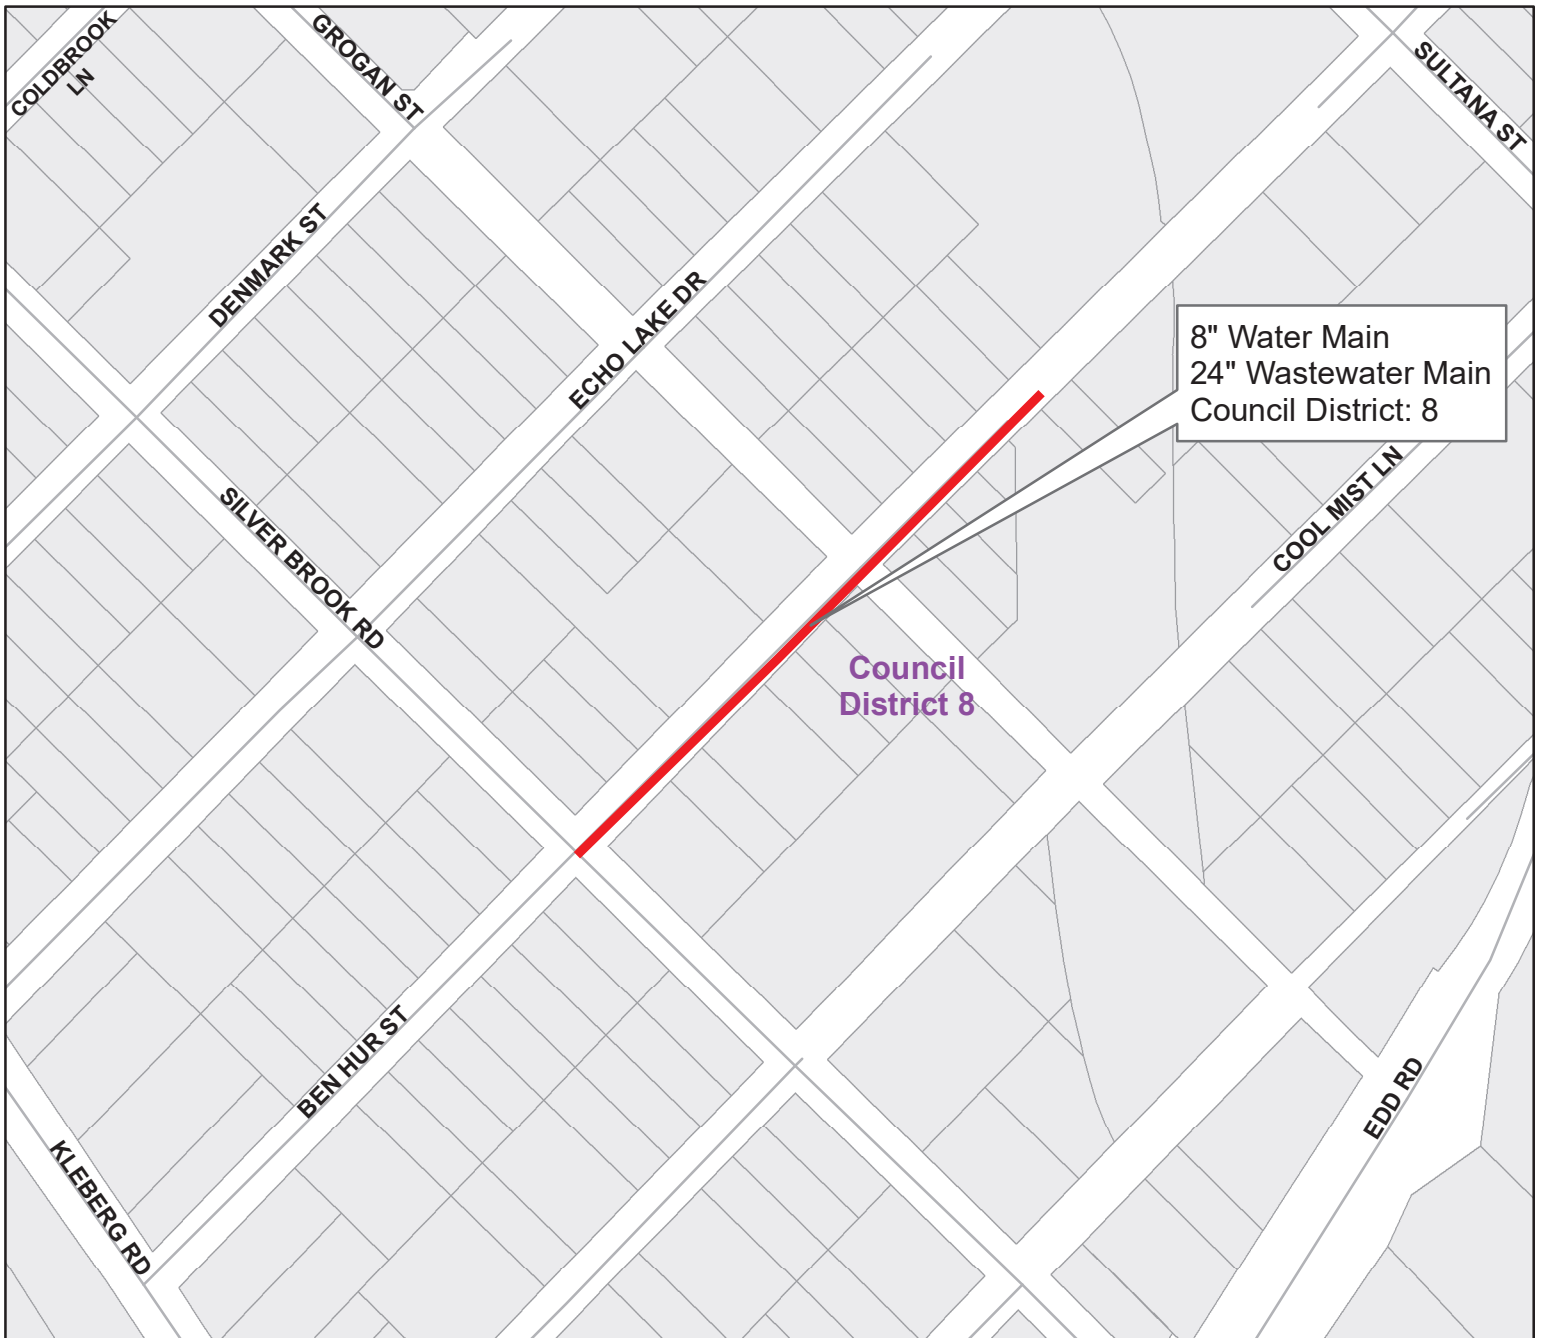 COLDBROOK
LN
GROGAN ST
SULTANA ST
DENMARK ST
ECHO LAKE DR
8" Water Main
24" Wastewater Main
Council District: 8
COOL MIST LN
SILVER BROOK RD
Council
District 8
BEN HUR ST
EDD RD
KLEBERG RD